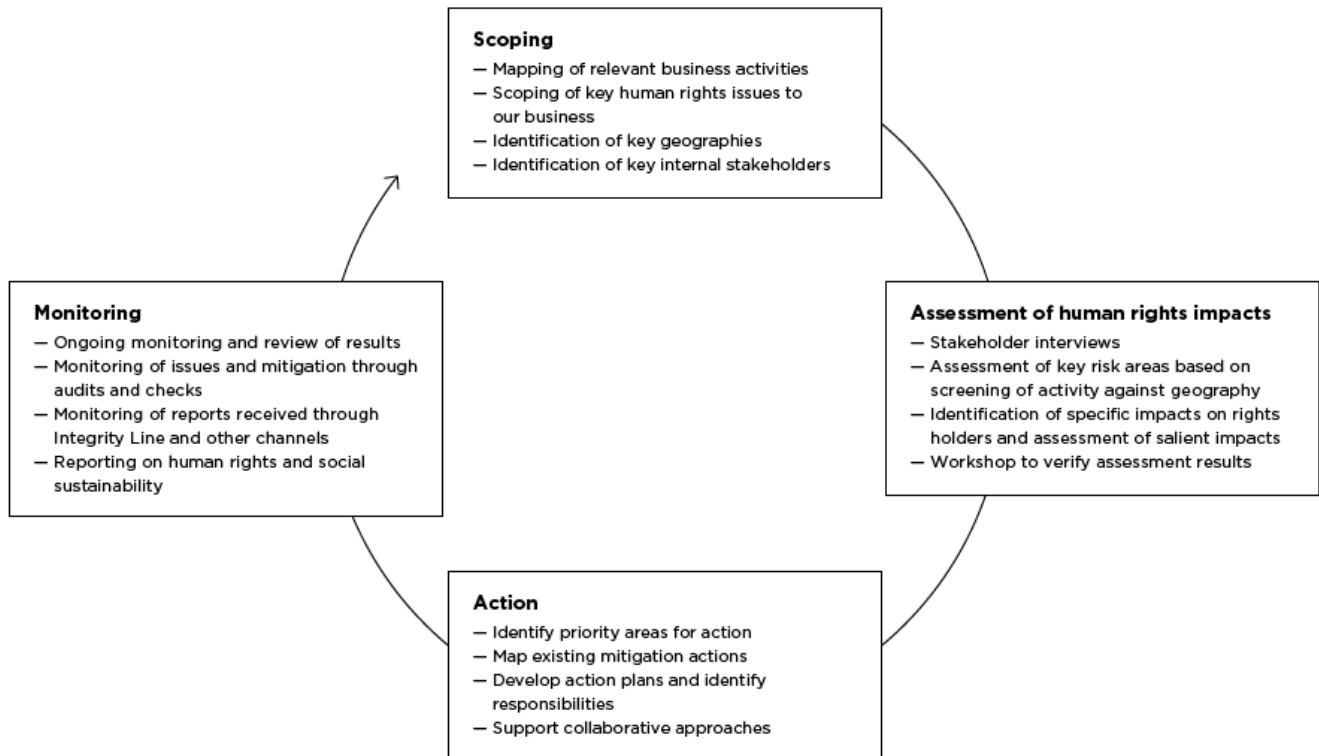 Scoping
— Mapping of relevant business activities
— Scoping of key human rights issues to
our business
— Identification of key geographies
— Identification of key internal stakeholders
Assessment of human rights impacts
— Stakeholder interviews
— Assessment of key risk areas based on
screening of activity against geography
— Identification of specific impacts on rights
holders and assessment of salient impacts
— Workshop to verify assessment results
Action
— Identify priority areas for action
— Map existing mitigation actions
— Develop action plans and identify
responsibilities
— Support collaborative approaches
Monitoring
— Ongoing monitoring and review of results
— Monitoring of issues and mitigation through
audits and checks
— Monitoring of reports received through
Integrity Line and other channels
— Reporting on human rights and social
sustainability